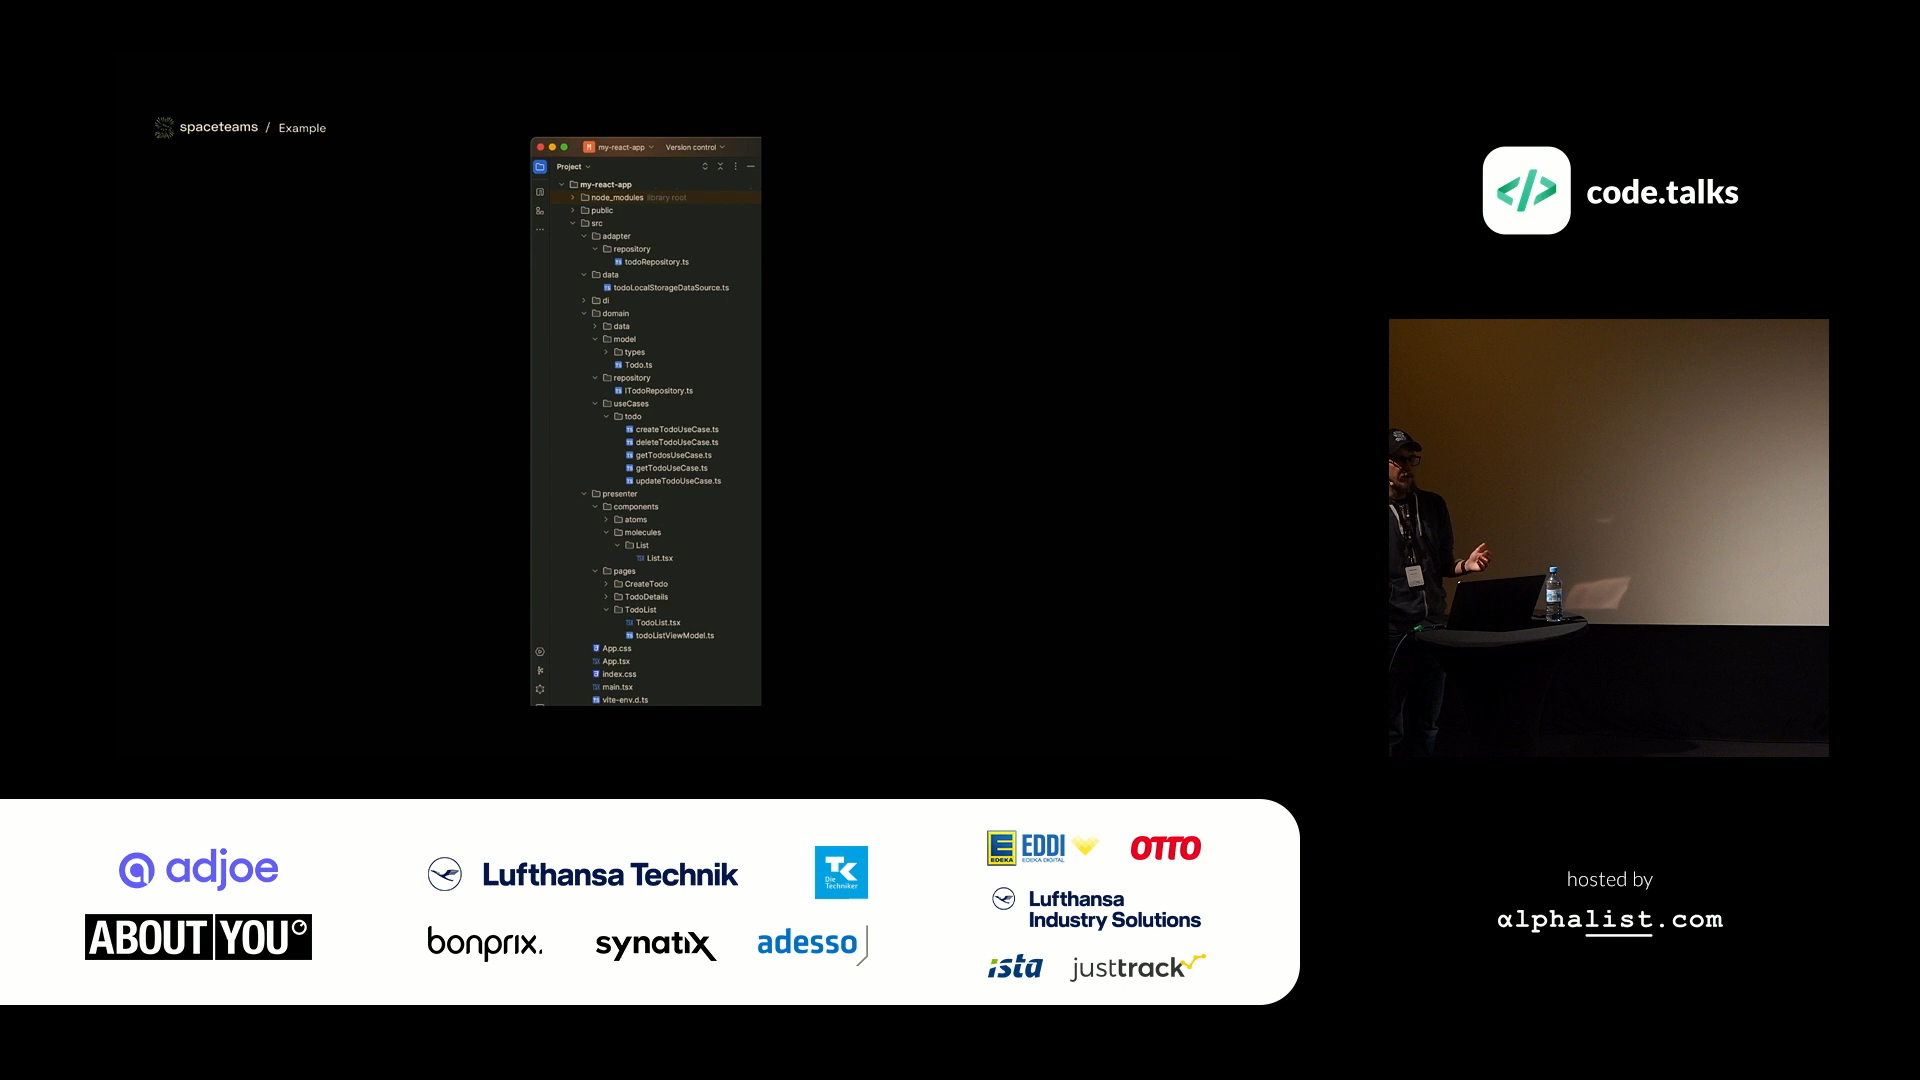 spaceteams / Example
my-react-app Version control
Project
my-react-app
node_modules library root
public
src
adapter
repository
todoRepository.ts
data
todoLocalStorageDataSource.ts
di
domain
data
model
types
Todo.ts
repository
ITodoRepository.ts
useCases
todo
createTodoUseCase.ts
deleteTodoUseCase.ts
getTodosUseCase.ts
getTodoUseCase.ts
updateTodoUseCase.ts
presenter
components
atoms
molecules
List
List.tsx
pages
CreateTodo
TodoDetails
TodoList
TodoList.tsx
todoListViewModel.ts
App.css
App.tsx
index.css
main.tsx
vite-env.d.ts
</> code.talks
adjoe
ABOUT YOU
Lufthansa Technik
TK
Die
Techniker
bonprix.
synatix
adesso
E EDEKA
EDDI
EDEKA DIGITAL
OTTO
Lufthansa
Industry Solutions
ista
justtrack
hosted by
αlphalist.com